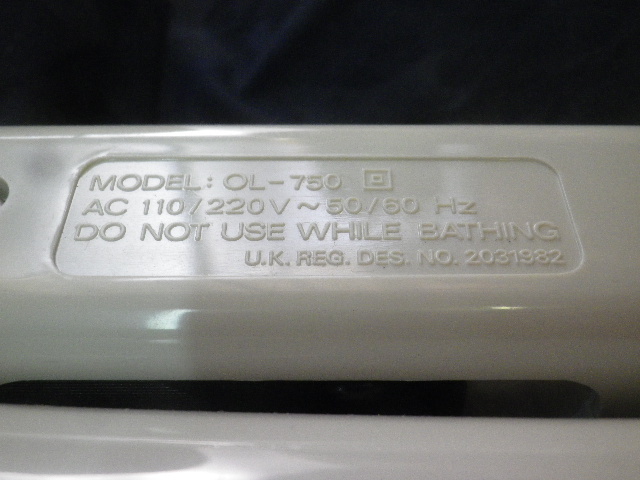 MODEL: OL-750
AC 110/220V~50/60 Hz
DO NOT USE WHILE BATHING
U.K. REG. DES. NO. 2031982